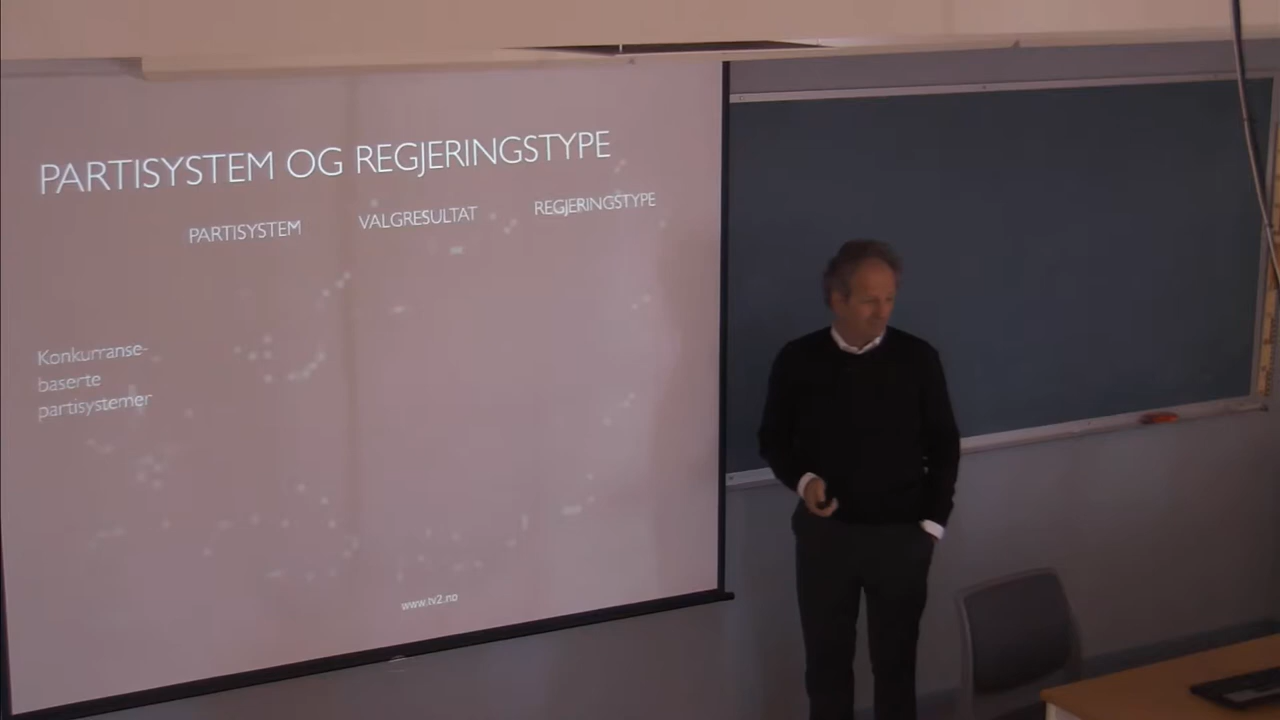 PARTISYSTEM OG REGJERINGSTYPE
PARTISYSTEM VALGRESULTAT REGJERINGSTYPE
Konkurranse-
baserte
partisystemer
www.tv2.no